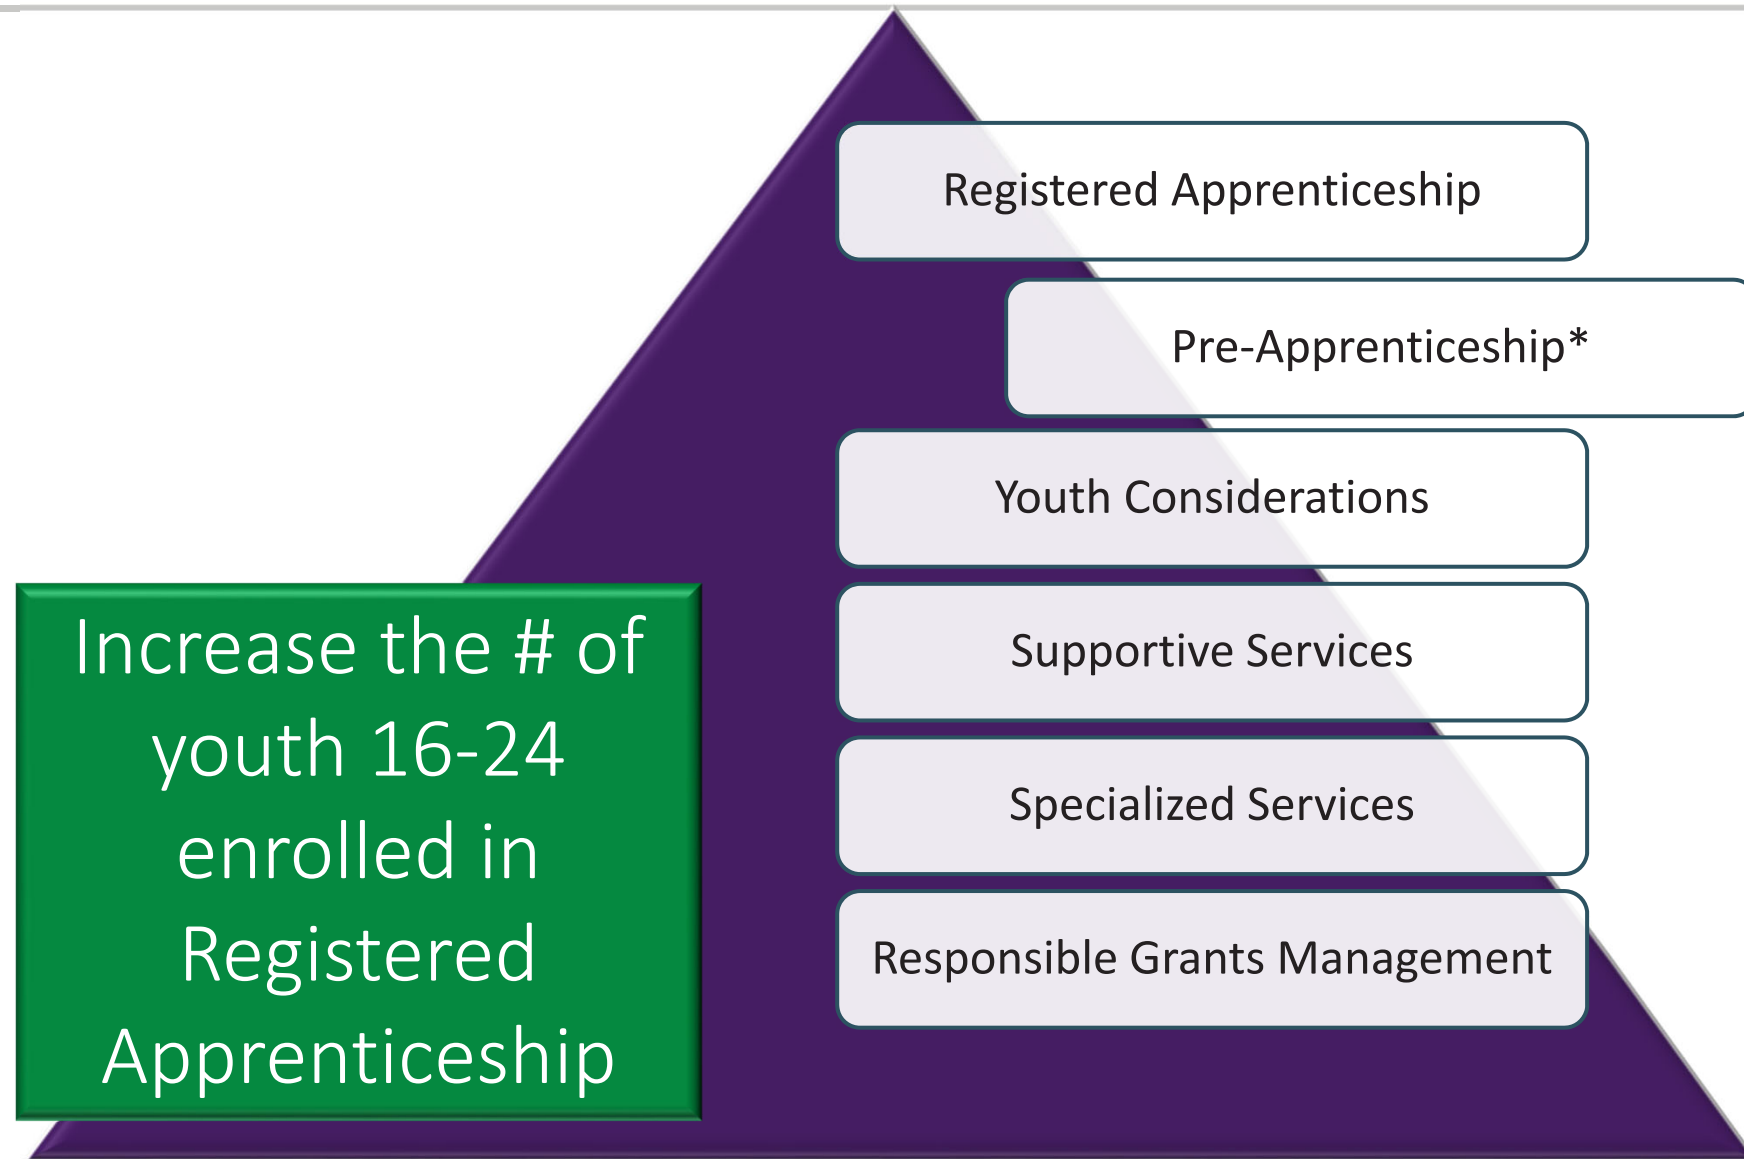 Registered Apprenticeship
Pre-Apprenticeship*
Youth Considerations
Supportive Services
Specialized Services
Responsible Grants Management
Increase the # of
youth 16-24
enrolled in
Registered
Apprenticeship